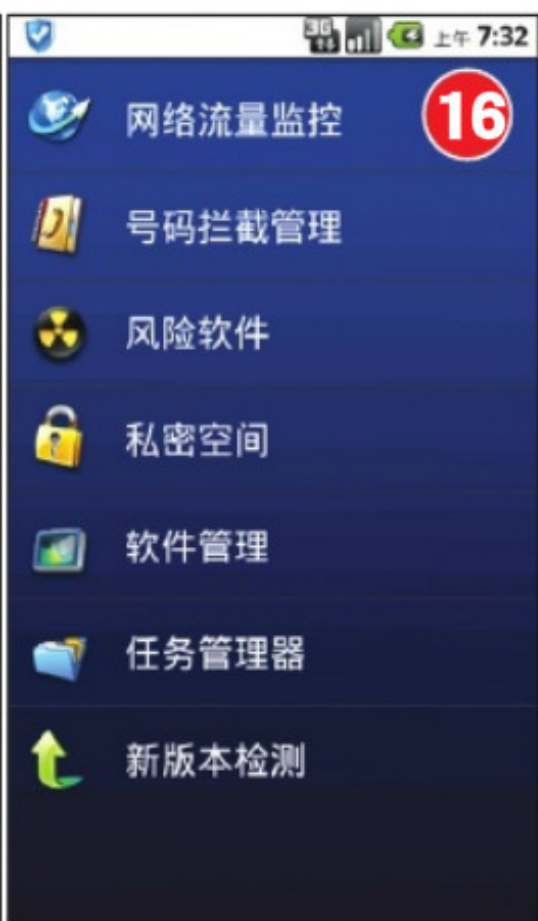 3G 上午 7:32
网络流量监控 16
号码拦截管理
风险软件
私密空间
软件管理
任务管理器
新版本检测